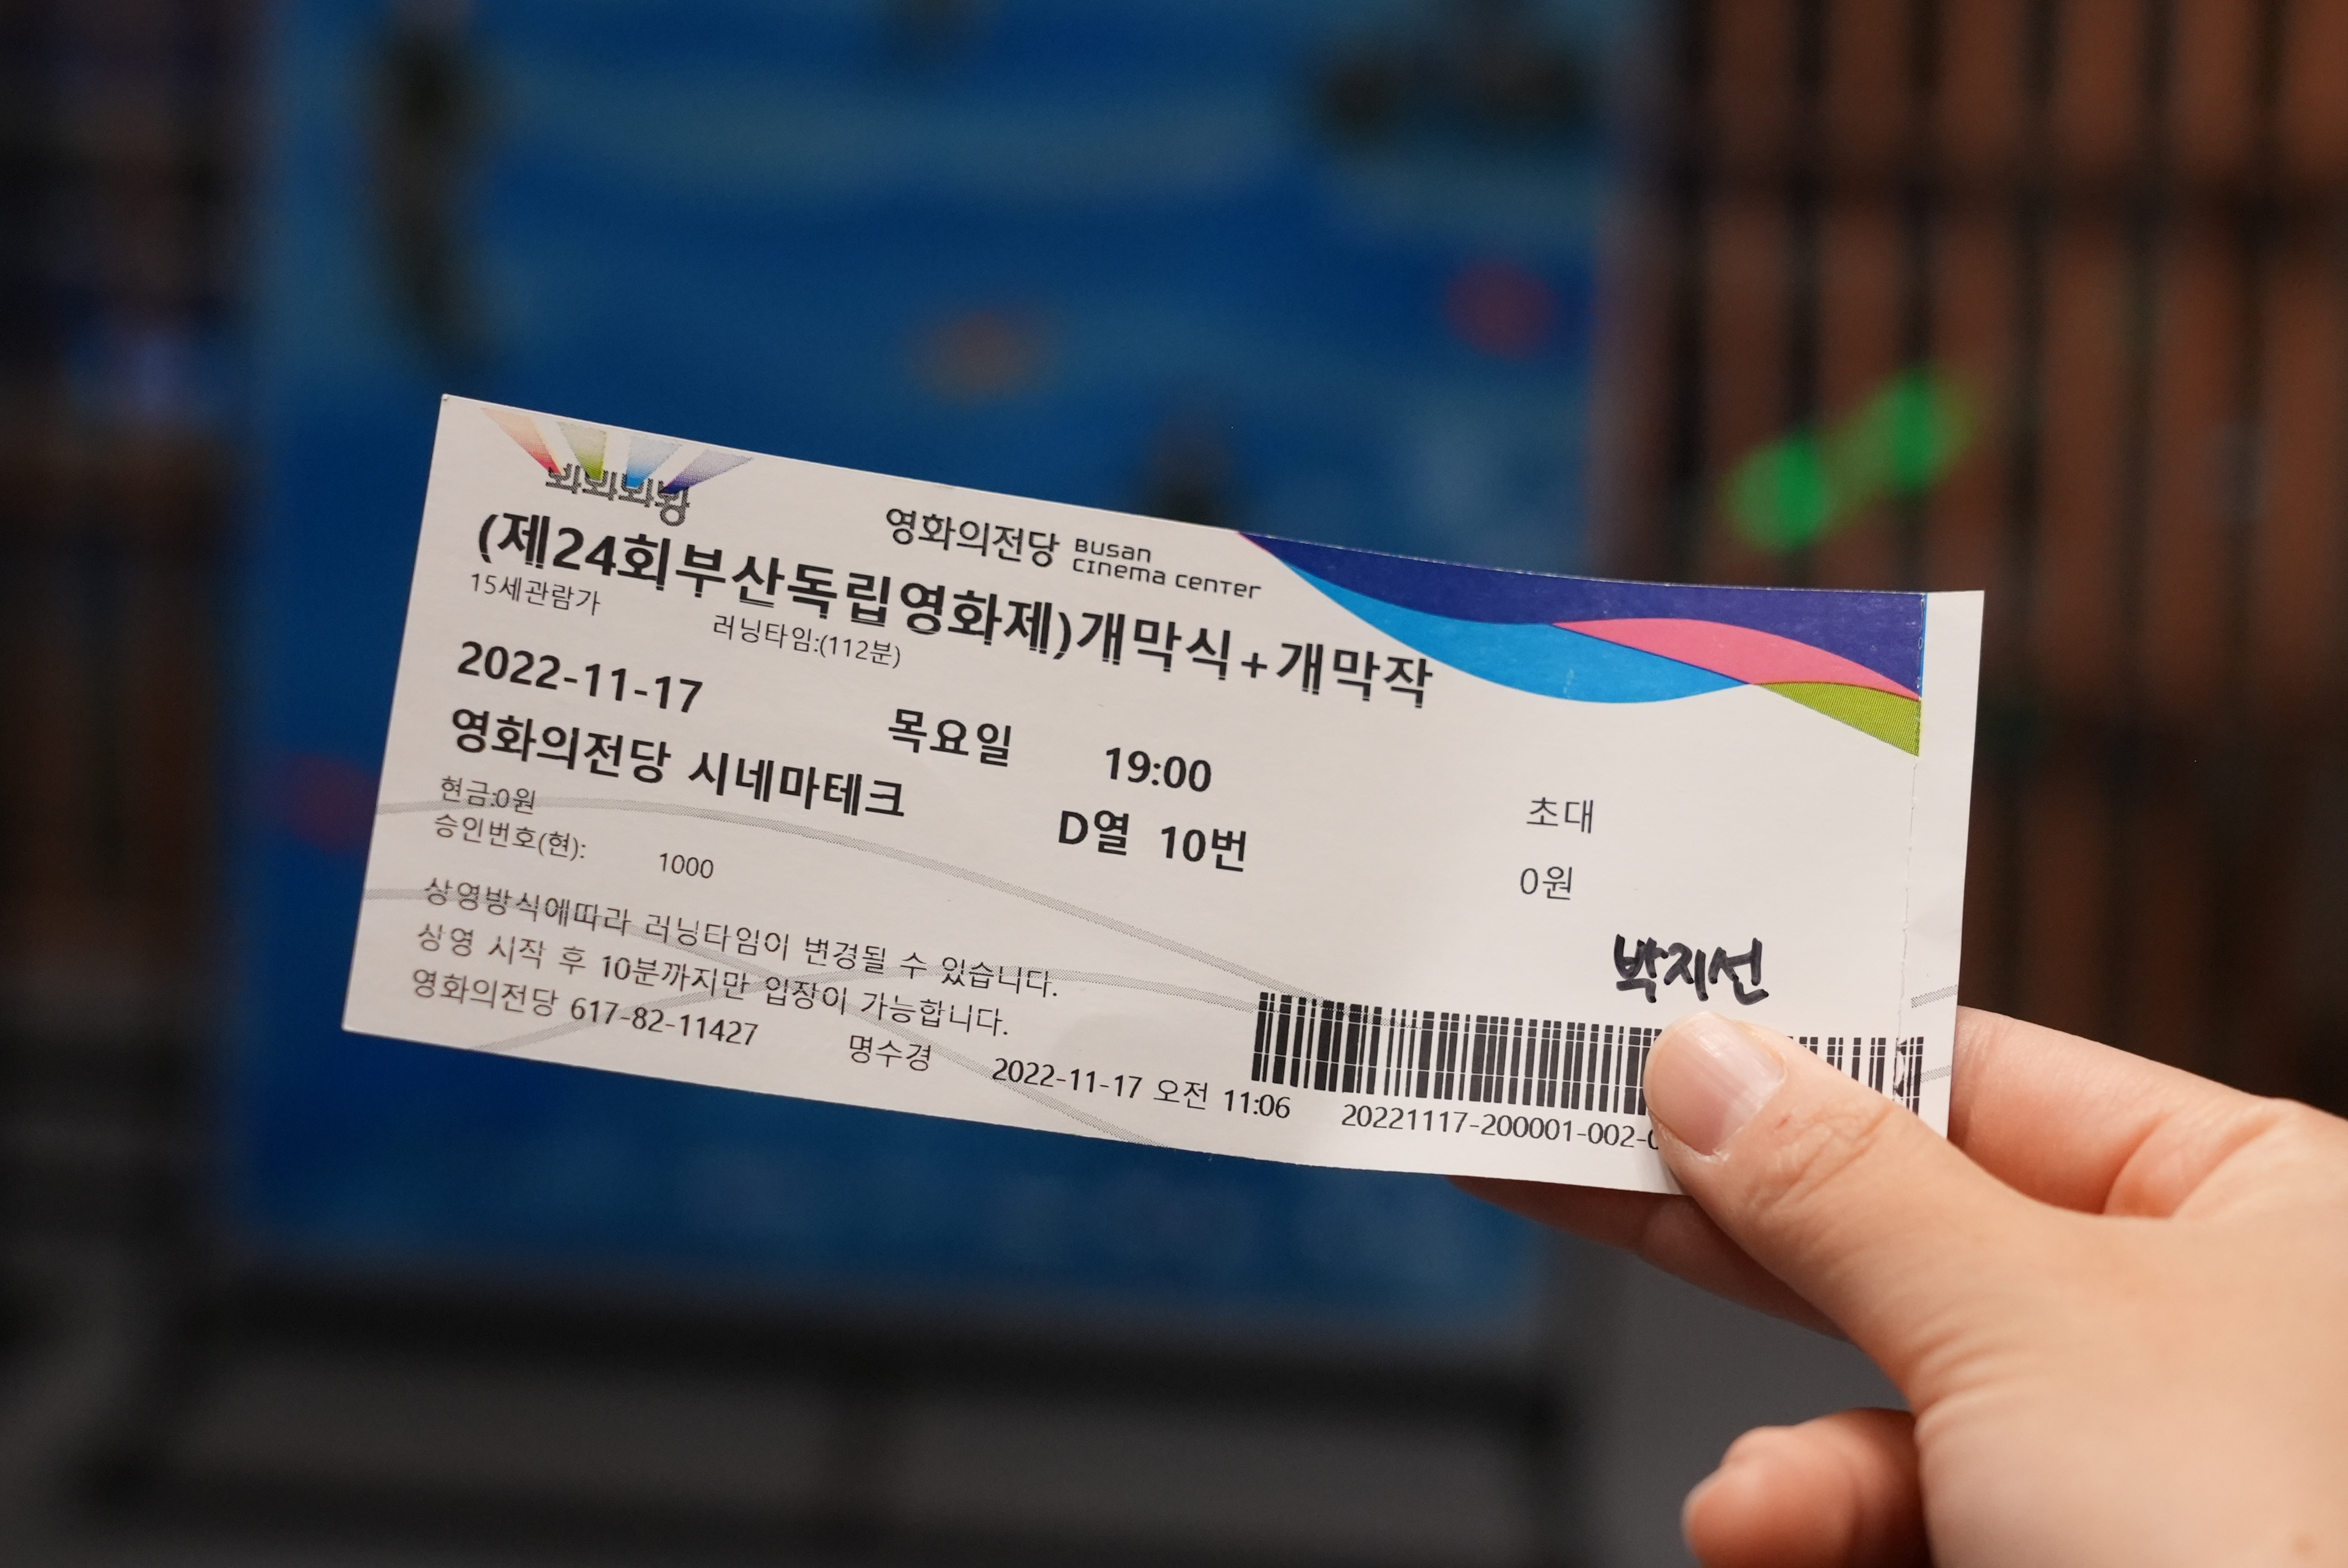 영화의전당 BUSAN CINEMA CENTER
(제24회부산독립영화제)개막식+개막작
15세관람가 러닝타임:(112분)
2022-11-17 목요일 19:00
영화의전당 시네마테크 D열 10번 초대
현금:0원 0원
승인번호(현): 1000
박지선
상영방식에따라 러닝타임이 변경될 수 있습니다.
상영 시작 후 10분까지만 입장이 가능합니다.
영화의전당 617-82-11427 명수경 2022-11-17 오전 11:06 20221117-200001-002-